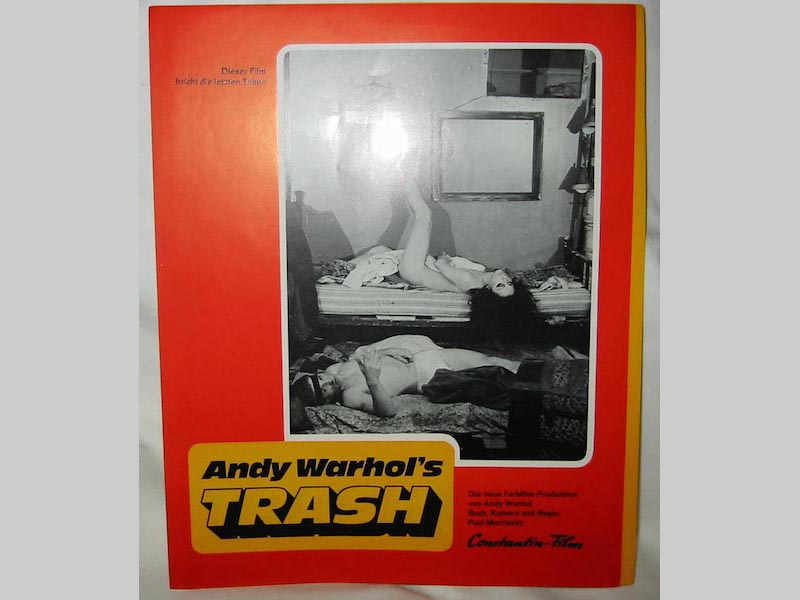 Dieser Film
bricht die letzten Tabus
Andy Warhol's
TRASH
Die neue Farbfilm-Produktion
von Andy Warhol
Buch, Kamera und Regie:
Paul Morrissey
Constantin-Film